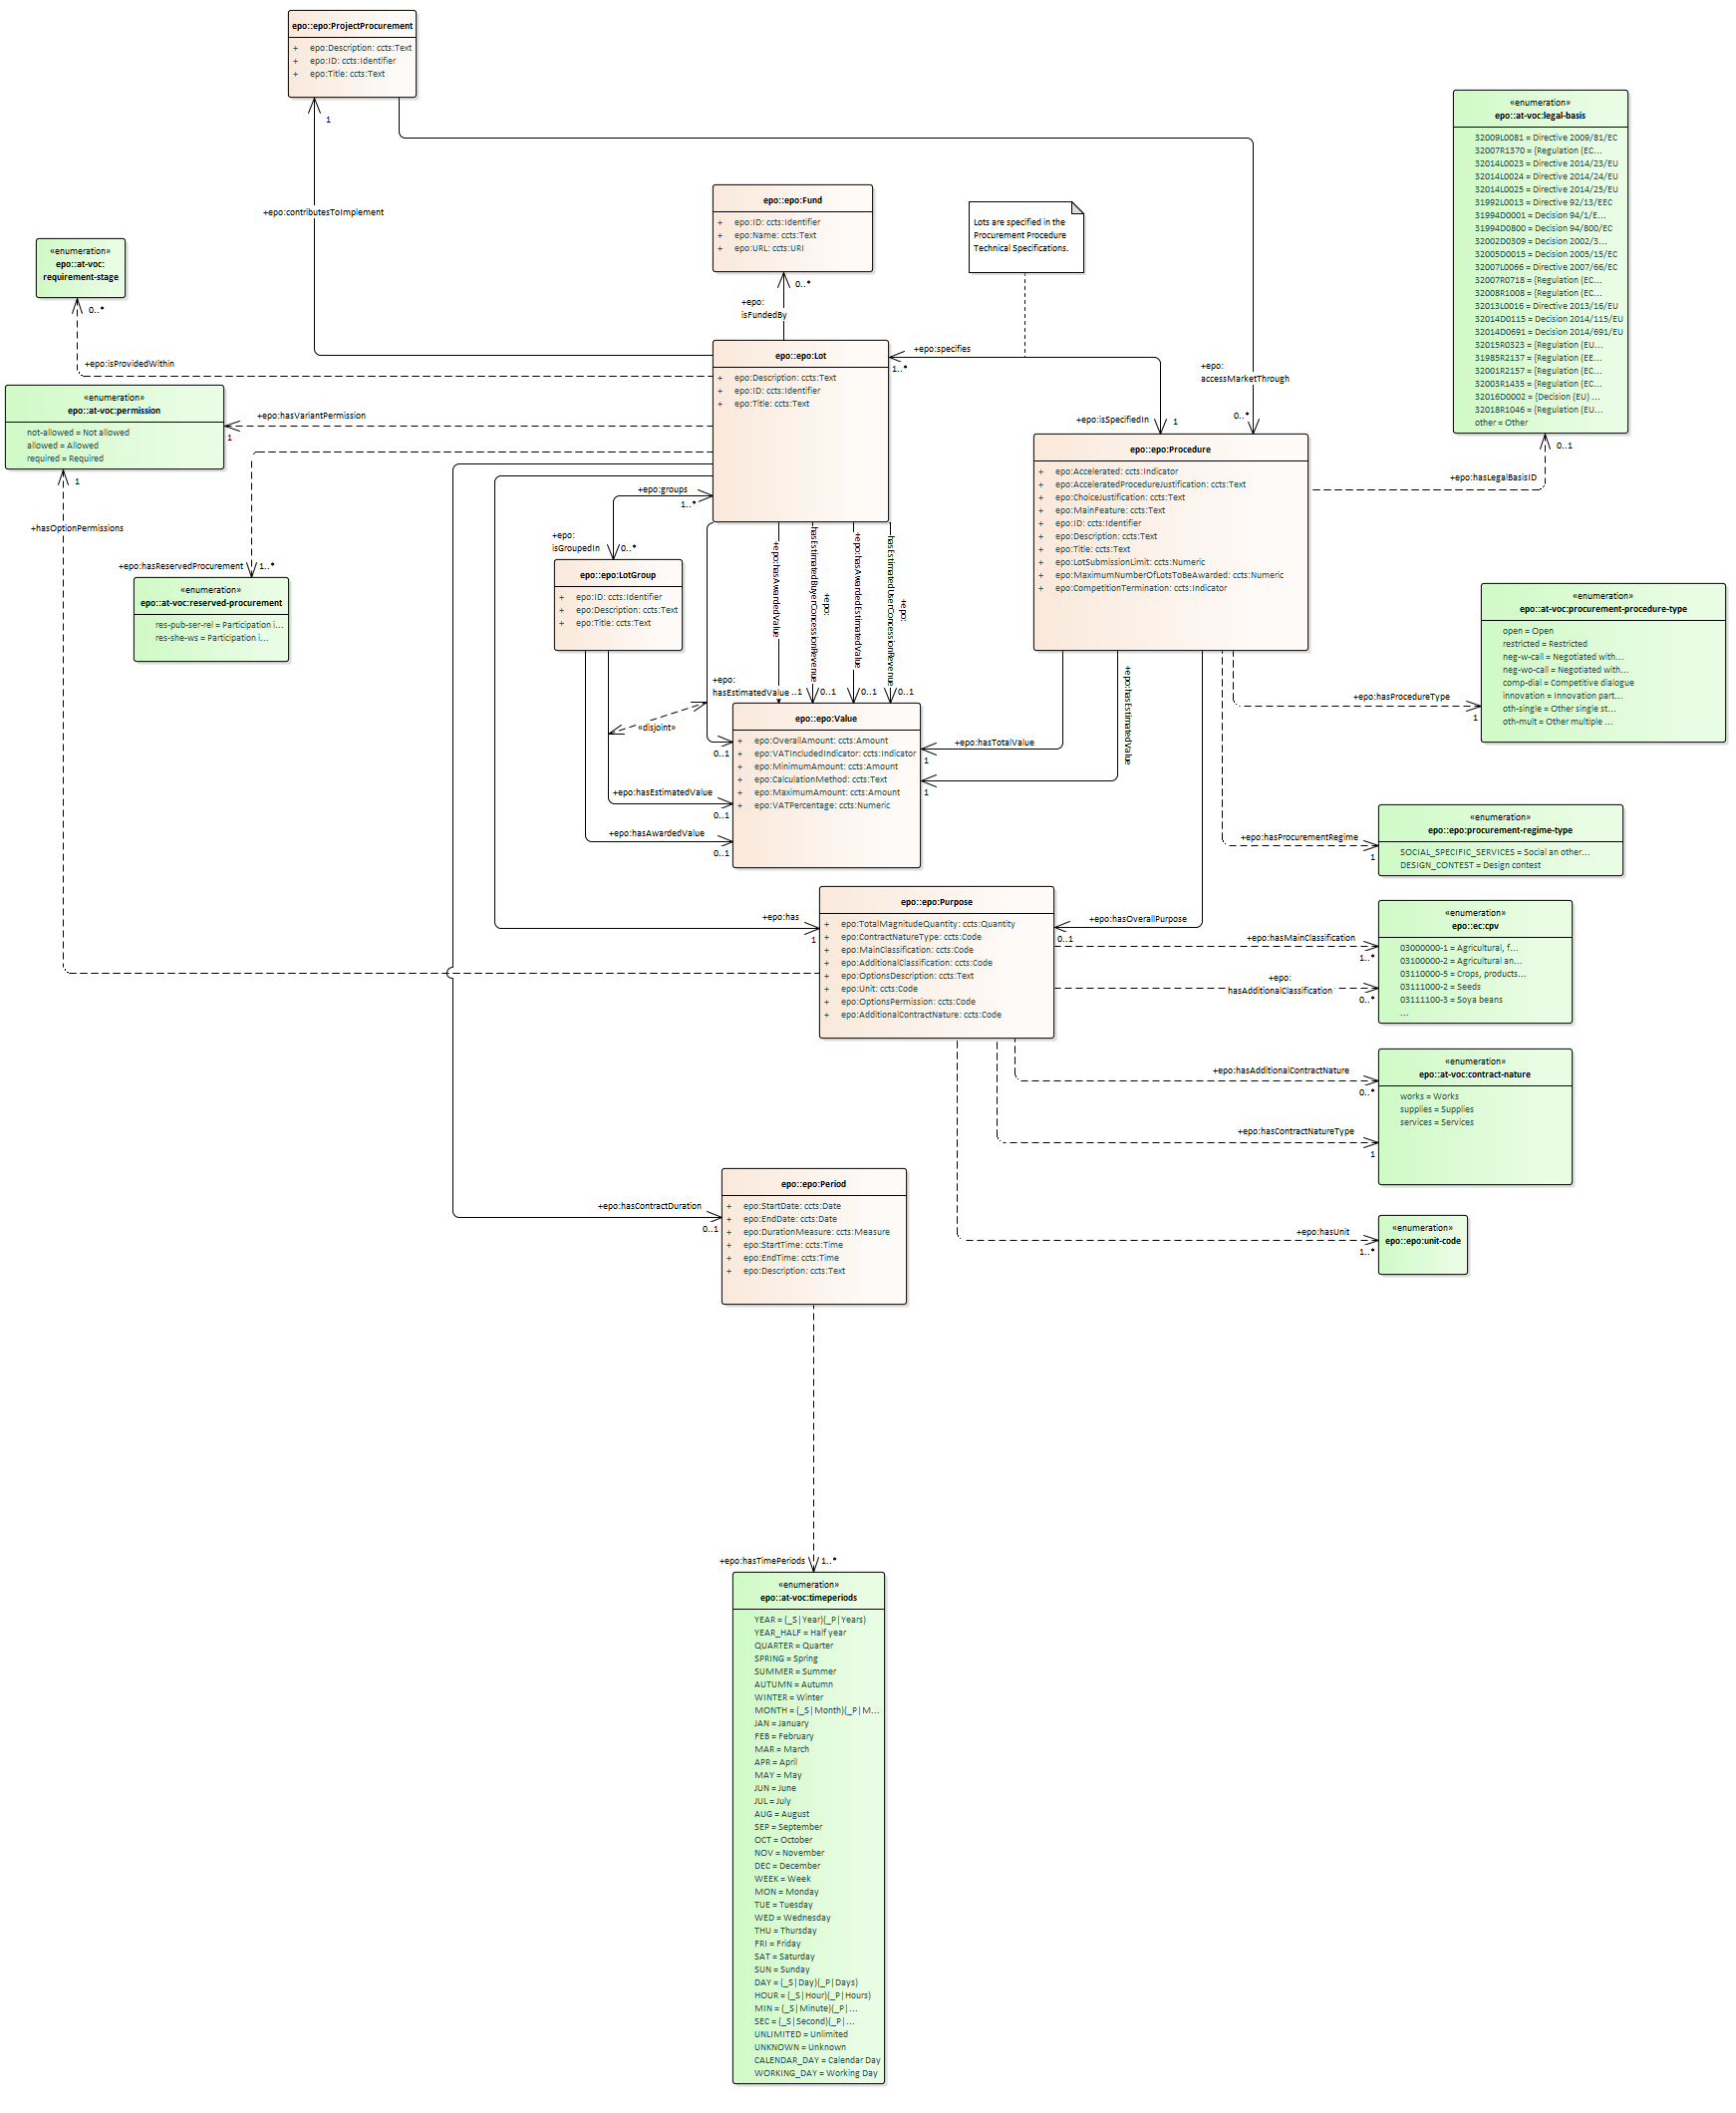 epo::epo:ProjectProcurement
+ epo:Description: ccts:Text
+ epo:ID: ccts:Identifier
+ epo:Title: ccts:Text
1
+epo:contributesToImplement
«enumeration»
epo::at-voc:legal-basis
32009L0081 = Directive 2009/81/EC
32007R1370 = {Regulation (EC...
32014L0023 = Directive 2014/23/EU
32014L0024 = Directive 2014/24/EU
32014L0025 = Directive 2014/25/EU
31992L0013 = Directive 92/13/EEC
31994D0001 = Decision 94/1/E...
31994D0800 = Decision 94/800/EC
32002D0309 = Decision 2002/3...
32005D0015 = Decision 2005/15/EC
32007L0066 = Directive 2007/66/EC
32007R0718 = {Regulation (EC...
32008R1008 = {Regulation (EC...
32013L0016 = Directive 2013/16/EU
32014D0115 = Decision 2014/115/EU
32014D0691 = Decision 2014/691/EU
32015R0323 = {Regulation (EU...
31985R2137 = {Regulation (EE...
32001R2157 = {Regulation (EC...
32003R1435 = {Regulation (EC...
32016D0002 = {Decision (EU) ...
32018R1046 = {Regulation (EU...
other = Other
0..1
+epo:hasLegalBasisID
epo::epo:Fund
+ epo:ID: ccts:Identifier
+ epo:Name: ccts:Text
+ epo:URL: ccts:URI
0..*
+epo:
isFundedBy
Lots are specified in the
Procurement Procedure
Technical Specifications.
«enumeration»
epo::at-voc:
requirement-stage
0..*
+epo:isProvidedWithin
epo::epo:Lot
+ epo:Description: ccts:Text
+ epo:ID: ccts:Identifier
+ epo:Title: ccts:Text
+epo:specifies
1..*
+epo:isSpecifiedIn
1
+epo:
accessMarketThrough
0..*
«enumeration»
epo::at-voc:permission
not-allowed = Not allowed
allowed = Allowed
required = Required
+epo:hasVariantPermission
1
1
+hasOptionPermissions
+epo:hasReservedProcurement
1..*
«enumeration»
epo::at-voc:reserved-procurement
res-pub-ser-rel = Participation i...
res-she-ws = Participation i...
+epo:groups
1..*
+epo:
isGroupedIn
0..*
epo::epo:LotGroup
+ epo:ID: ccts:Identifier
+ epo:Description: ccts:Text
+ epo:Title: ccts:Text
epo::epo:Procedure
+ epo:Accelerated: ccts:Indicator
+ epo:AcceleratedProcedureJustification: ccts:Text
+ epo:ChoiceJustification: ccts:Text
+ epo:MainFeature: ccts:Text
+ epo:ID: ccts:Identifier
+ epo:Description: ccts:Text
+ epo:Title: ccts:Text
+ epo:LotSubmissionLimit: ccts:Numeric
+ epo:MaximumNumberOfLotsToBeAwarded: ccts:Numeric
+ epo:CompetitionTermination: ccts:Indicator
+epo:hasAwardedValue
+epo:
hasEstimatedBuyerConcessionRevenue
+epo:hasAwardedEstimatedValue
+epo:
hasEstimatedUserConcessionRevenue
+epo:
hasEstimatedValue
..1
0..1
0..1
0..1
«disjoint»
epo::epo:Value
+ epo:OverallAmount: ccts:Amount
+ epo:VATIncludedIndicator: ccts:Indicator
+ epo:MinimumAmount: ccts:Amount
+ epo:CalculationMethod: ccts:Text
+ epo:MaximumAmount: ccts:Amount
+ epo:VATPercentage: ccts:Numeric
0..1
+epo:hasEstimatedValue
0..1
+epo:hasAwardedValue
0..1
+epo:hasTotalValue
1
+epo:hasEstimatedValue
1
«enumeration»
epo::at-voc:procurement-procedure-type
open = Open
restricted = Restricted
neg-w-call = Negotiated with...
neg-wo-call = Negotiated with...
comp-dial = Competitive dialogue
innovation = Innovation part...
oth-single = Other single st...
oth-mult = Other multiple ...
+epo:hasProcedureType
1
«enumeration»
epo::epo:procurement-regime-type
SOCIAL_SPECIFIC_SERVICES = Social an other...
DESIGN_CONTEST = Design contest
+epo:hasProcurementRegime
1
epo::epo:Purpose
+ epo:TotalMagnitudeQuantity: ccts:Quantity
+ epo:ContractNatureType: ccts:Code
+ epo:MainClassification: ccts:Code
+ epo:AdditionalClassification: ccts:Code
+ epo:OptionsDescription: ccts:Text
+ epo:Unit: ccts:Code
+ epo:OptionsPermission: ccts:Code
+ epo:AdditionalContractNature: ccts:Code
+epo:has
1
+epo:hasOverallPurpose
0..1
+epo:hasMainClassification
1..*
+epo:
hasAdditionalClassification
0..*
«enumeration»
epo::ec:cpv
03000000-1 = Agricultural, f...
03100000-2 = Agricultural an...
03110000-5 = Crops, products...
03111000-2 = Seeds
03111100-3 = Soya beans
...
+epo:hasAdditionalContractNature
0..*
+epo:hasContractNatureType
1
«enumeration»
epo::at-voc:contract-nature
works = Works
supplies = Supplies
services = Services
+epo:hasUnit
1..*
«enumeration»
epo::epo:unit-code
+epo:hasContractDuration
0..1
epo::epo:Period
+ epo:StartDate: ccts:Date
+ epo:EndDate: ccts:Date
+ epo:DurationMeasure: ccts:Measure
+ epo:StartTime: ccts:Time
+ epo:EndTime: ccts:Time
+ epo:Description: ccts:Text
+epo:hasTimePeriods
1..*
«enumeration»
epo::at-voc:timeperiods
YEAR = (_S|Year)(_P|Years)
YEAR_HALF = Half year
QUARTER = Quarter
SPRING = Spring
SUMMER = Summer
AUTUMN = Autumn
WINTER = Winter
MONTH = (_S|Month)(_P|M...
JAN = January
FEB = February
MAR = March
APR = April
MAY = May
JUN = June
JUL = July
AUG = August
SEP = September
OCT = October
NOV = November
DEC = December
WEEK = Week
MON = Monday
TUE = Tuesday
WED = Wednesday
THU = Thursday
FRI = Friday
SAT = Saturday
SUN = Sunday
DAY = (_S|Day)(_P|Days)
HOUR = (_S|Hour)(_P|Hours)
MIN = (_S|Minute)(_P|...
SEC = (_S|Second)(_P|...
UNLIMITED = Unlimited
UNKNOWN = Unknown
CALENDAR_DAY = Calendar Day
WORKING_DAY = Working Day